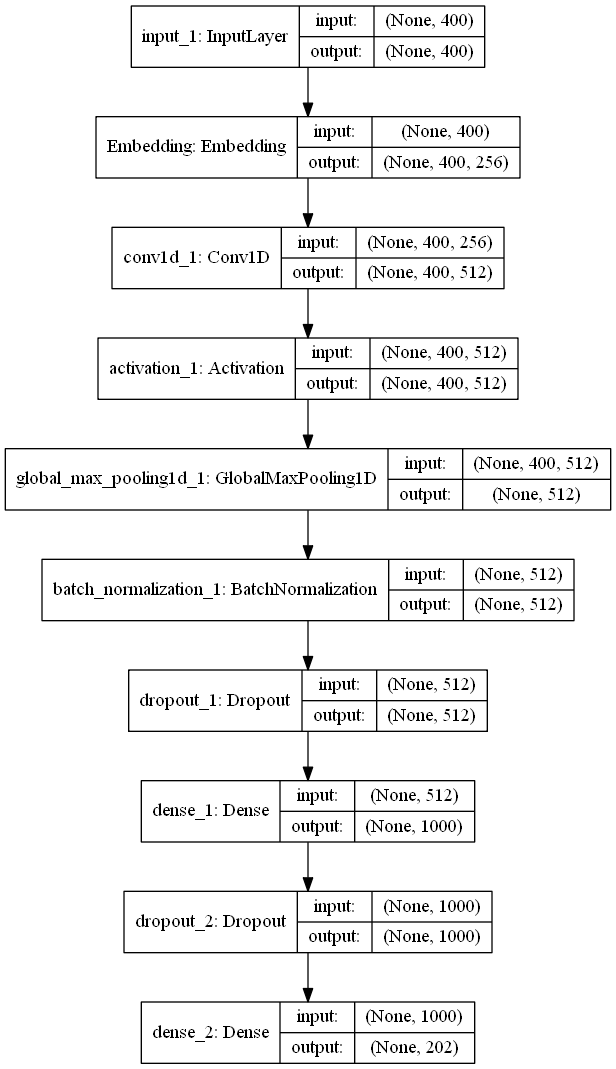 input_1: InputLayer
input: (None, 400)
output: (None, 400)
Embedding: Embedding
input: (None, 400)
output: (None, 400, 256)
conv1d_1: Conv1D
input: (None, 400, 256)
output: (None, 400, 512)
activation_1: Activation
input: (None, 400, 512)
output: (None, 400, 512)
global_max_pooling1d_1: GlobalMaxPooling1D
input: (None, 400, 512)
output: (None, 512)
batch_normalization_1: BatchNormalization
input: (None, 512)
output: (None, 512)
dropout_1: Dropout
input: (None, 512)
output: (None, 512)
dense_1: Dense
input: (None, 512)
output: (None, 1000)
dropout_2: Dropout
input: (None, 1000)
output: (None, 1000)
dense_2: Dense
input: (None, 1000)
output: (None, 202)